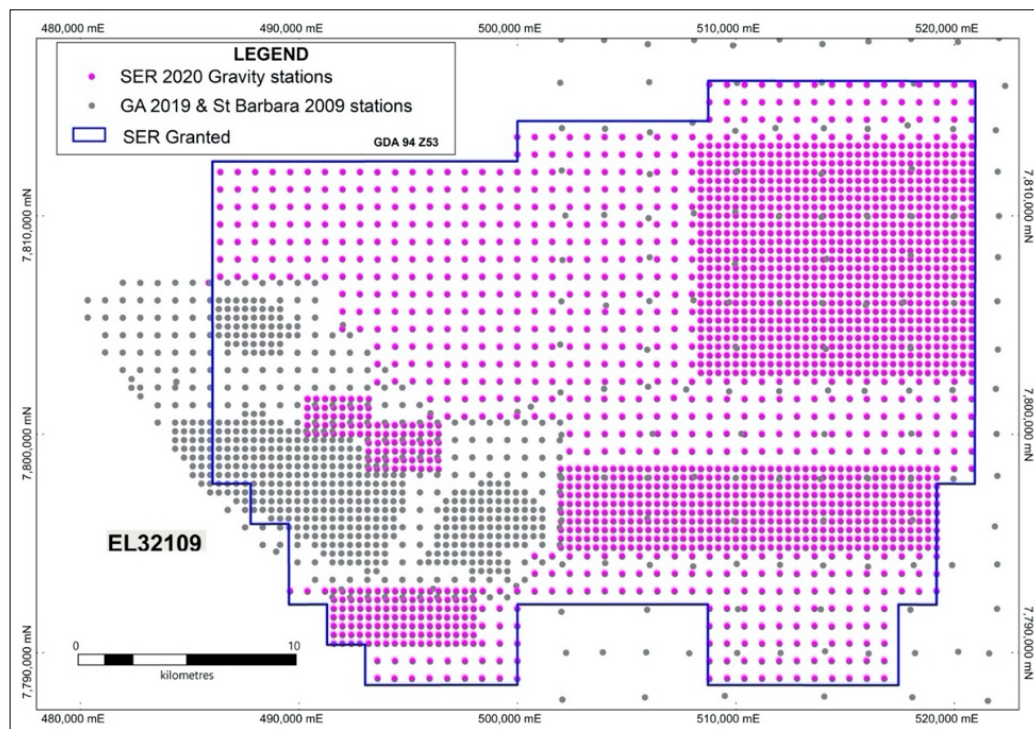 480,000 mE
490,000 mE
500,000 mE
510,000 mE
520,000 mE
LEGEND
SER 2020 Gravity stations
GA 2019 & St Barbara 2009 stations
SER Granted
GDA 94 Z53
7,810,000 mN
7,810,000 mN
7,800,000 mN
7,800,000 mN
EL32109
7,790,000 mN
7,790,000 mN
0
10
kilometres
480,000 mE
490,000 mE
500,000 mE
510,000 mE
520,000 mE